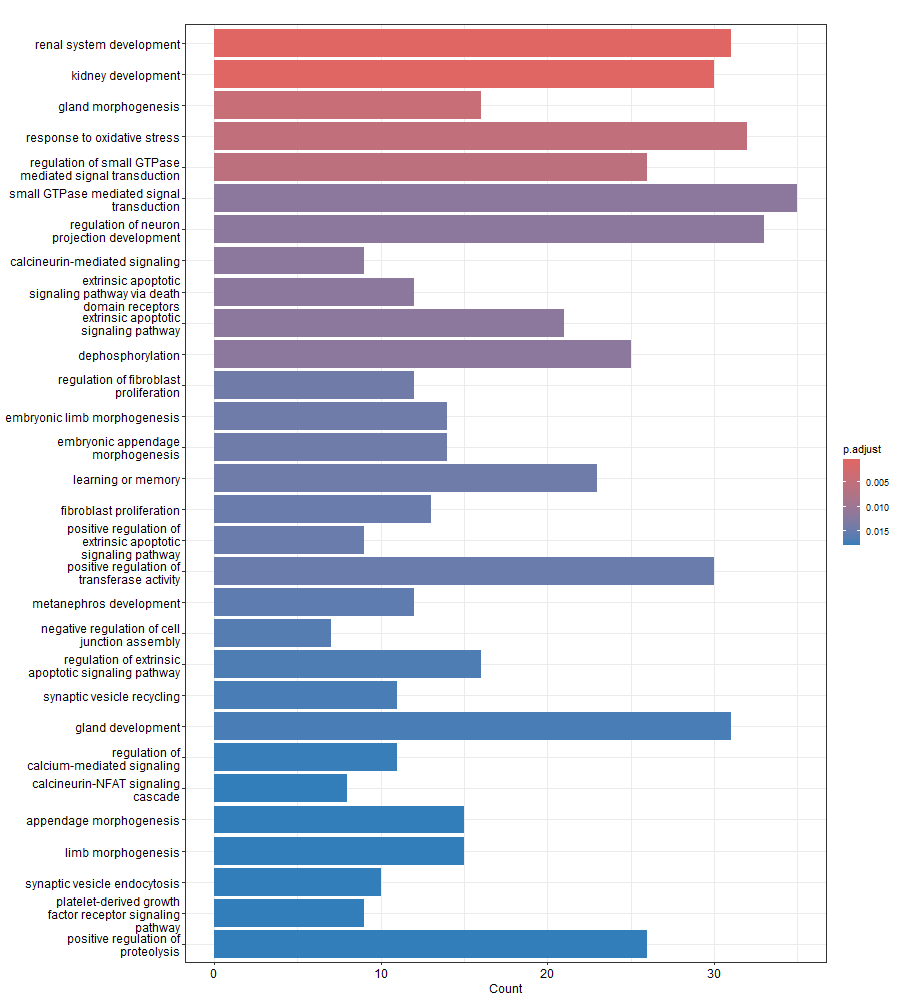 renal system development
kidney development
gland morphogenesis
response to oxidative stress
regulation of small GTPase
mediated signal transduction
small GTPase mediated signal
transduction
regulation of neuron
projection development
calcineurin-mediated signaling
extrinsic apoptotic
signaling pathway via death
domain receptors
extrinsic apoptotic
signaling pathway
dephosphorylation
regulation of fibroblast
proliferation
embryonic limb morphogenesis
embryonic appendage
morphogenesis
learning or memory
fibroblast proliferation
positive regulation of
extrinsic apoptotic
signaling pathway
positive regulation of
transferase activity
metanephros development
negative regulation of cell
junction assembly
regulation of extrinsic
apoptotic signaling pathway
synaptic vesicle recycling
gland development
regulation of
calcium-mediated signaling
calcineurin-NFAT signaling
cascade
appendage morphogenesis
limb morphogenesis
synaptic vesicle endocytosis
platelet-derived growth
factor receptor signaling
pathway
positive regulation of
proteolysis
0 10 20 30
Count
p.adjust
0.005
0.010
0.015